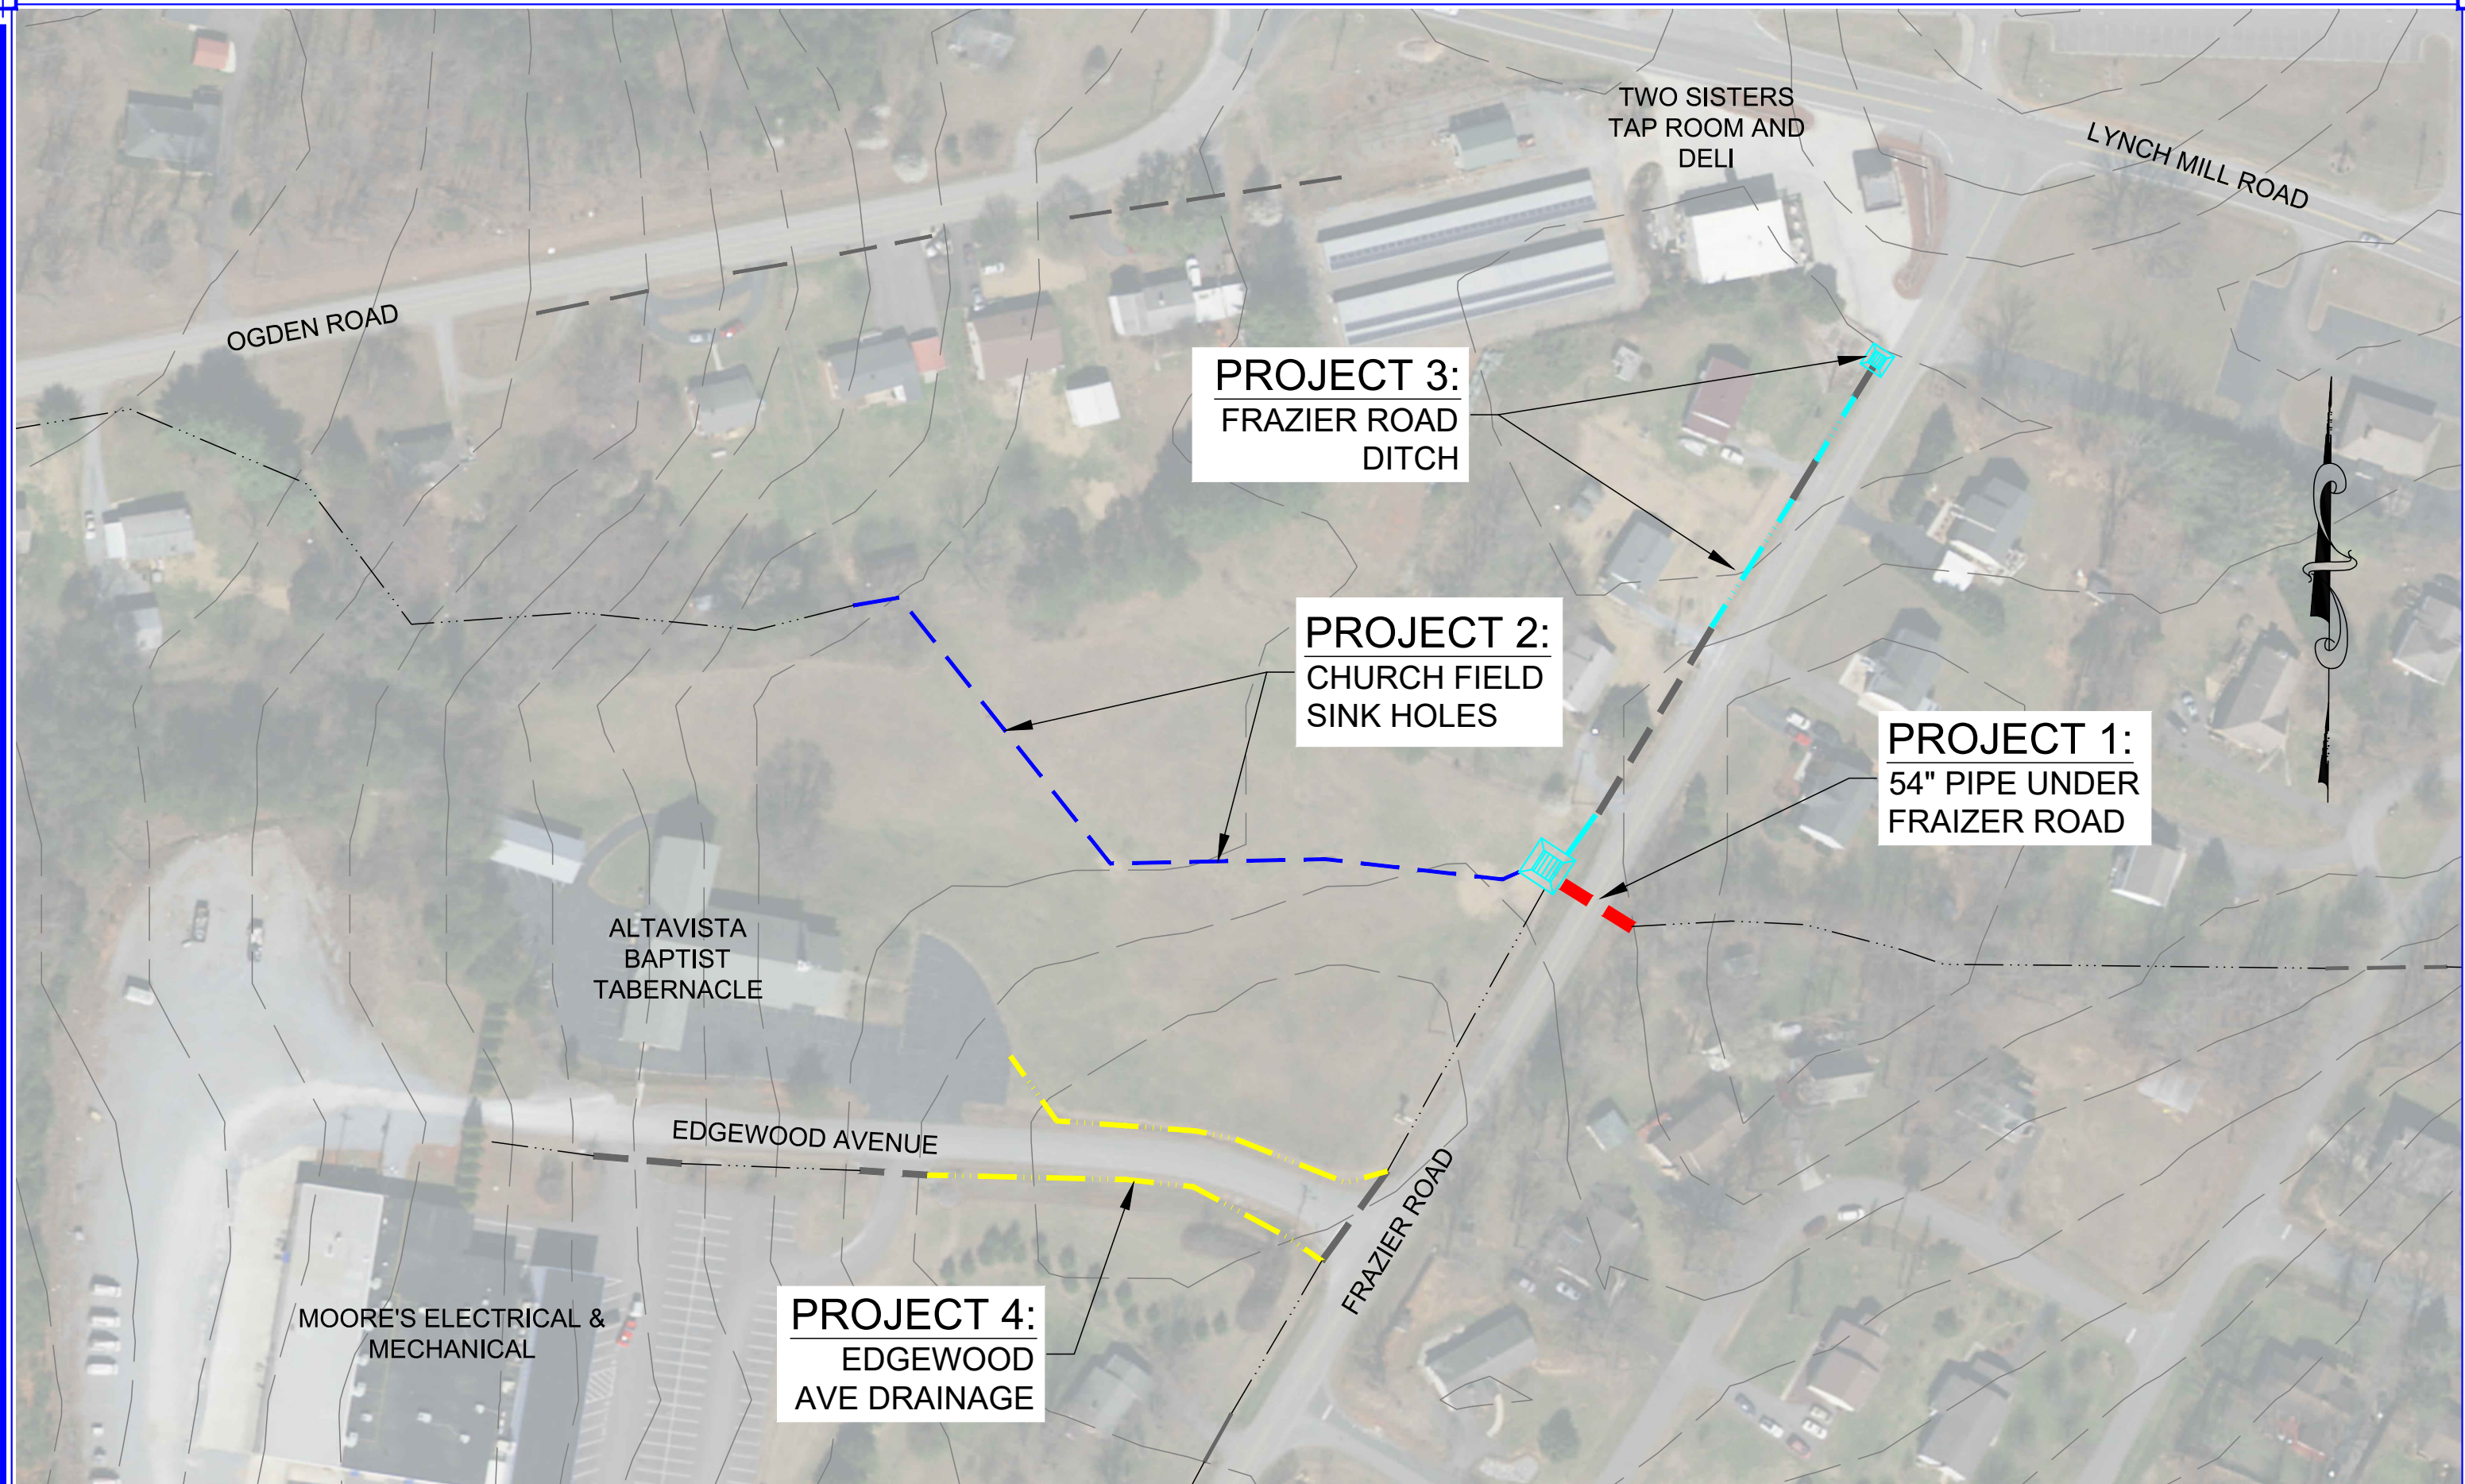 TWO SISTERS
TAP ROOM AND
DELI
LYNCH MILL ROAD
OGDEN ROAD
PROJECT 3:
FRAZIER ROAD
DITCH
PROJECT 2:
CHURCH FIELD
SINK HOLES
PROJECT 1:
54" PIPE UNDER
FRAIZER ROAD
ALTAVISTA
BAPTIST
TABERNACLE
EDGEWOOD AVENUE
FRAZIER ROAD
MOORE'S ELECTRICAL &
MECHANICAL
PROJECT 4:
EDGEWOOD
AVE DRAINAGE